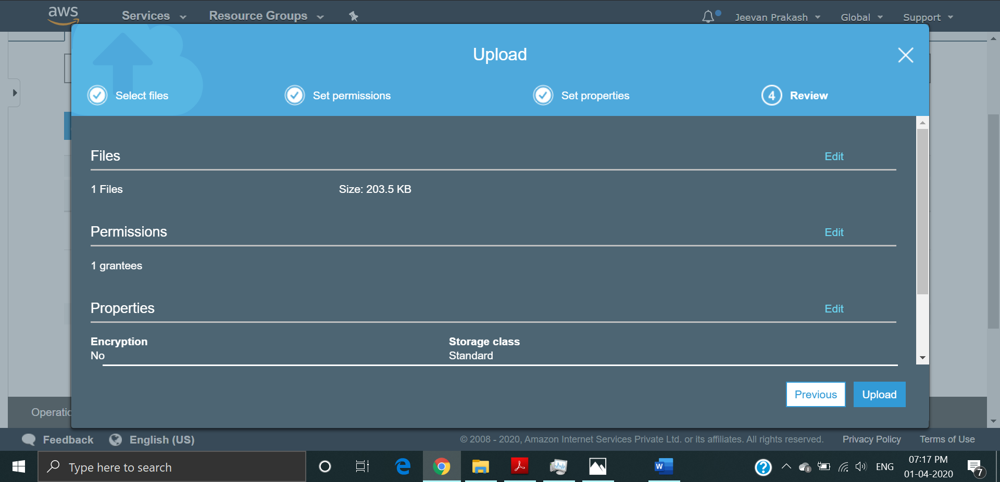 aws
Services
Resource Groups
Jeevan Prakash
Global
Support
Upload
Select files
Set permissions
Set properties
4 Review
Files
Edit
1 Files
Size: 203.5 KB
Permissions
Edit
1 grantees
Properties
Edit
Encryption
Storage class
No
Standard
Previous
Upload
Operatio
Feedback
English (US)
© 2008 - 2020, Amazon Internet Services Private Ltd. or its affiliates. All rights reserved.
Privacy Policy
Terms of Use
Type here to search
W
?
ENG
07:17 PM
01-04-2020
7